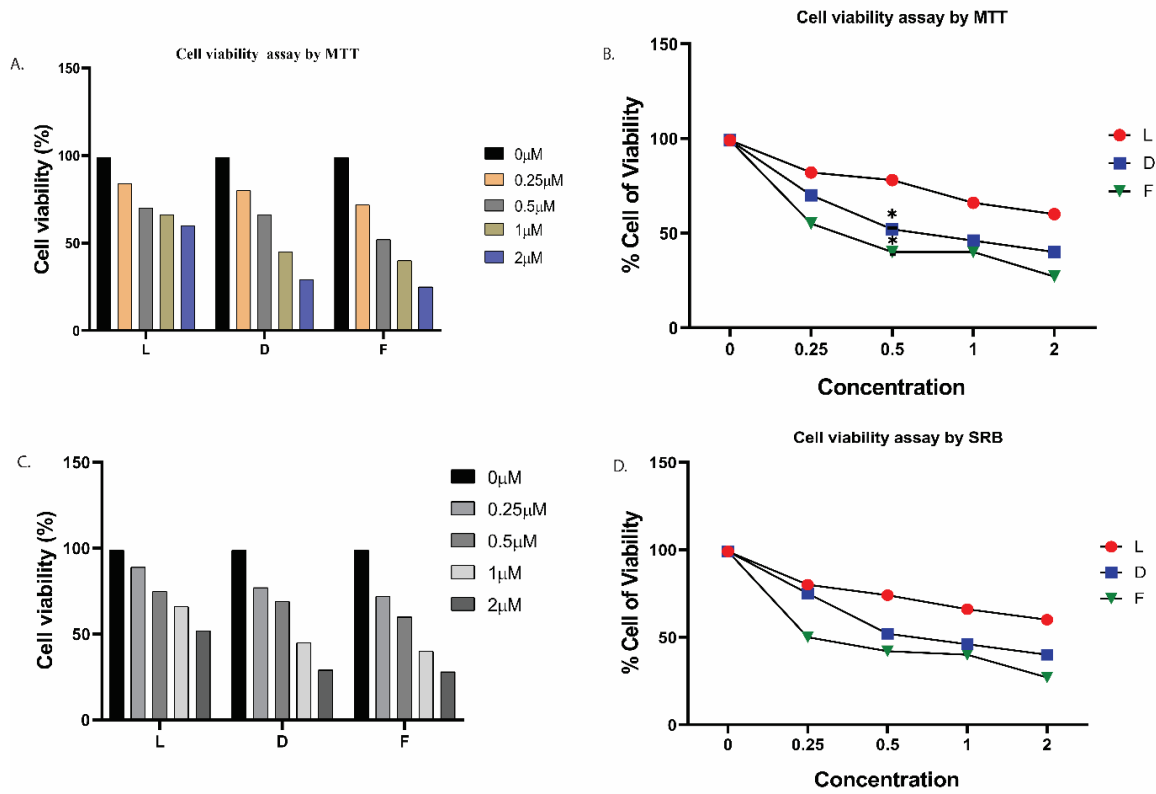 A.
Cell viability assay by MTT
Cell viability (%)
150
100
50
0
L D F
0μM
0.25μM
0.5μM
1μM
2μM
B.
Cell viability assay by MTT
% Cell of Viability
150
100
50
0
*
*
0 0.25 0.5 1 2
Concentration
L
D
F
C.
Cell viability (%)
150
100
50
0
L D F
0μM
0.25μM
0.5μM
1μM
2μM
D.
Cell viability assay by SRB
% Cell of Viability
150
100
50
0
0 0.25 0.5 1 2
Concentration
L
D
F